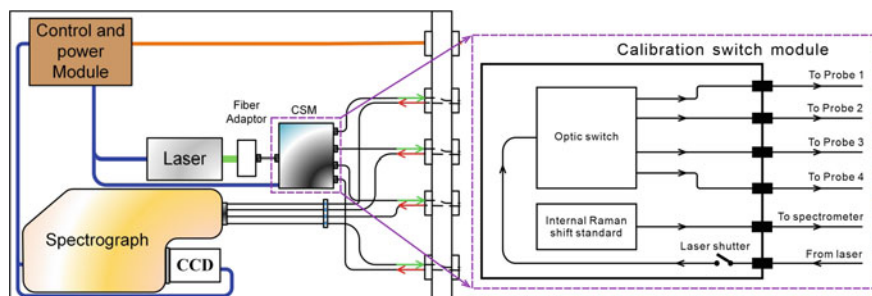 Control and
power
Module
Fiber
Adaptor
CSM
Laser
Spectrograph
CCD
Calibration switch module
To Probe 1
To Probe 2
Optic switch
To Probe 3
To Probe 4
Internal Raman
shift standard
To spectrometer
Laser shutter
From laser